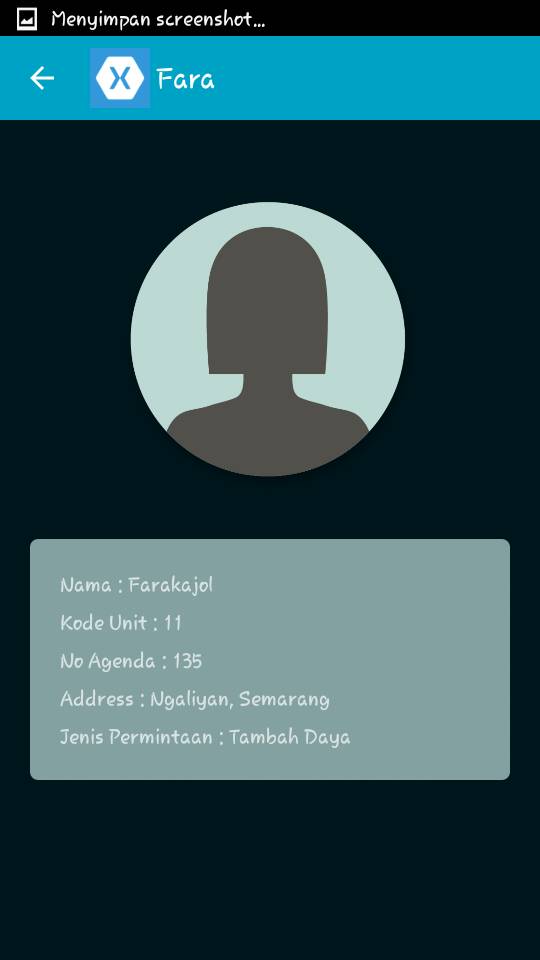 Menyimpan screenshot...
Fara
Nama : Farakajol
Kode Unit : 11
No Agenda : 135
Address : Ngaliyan, Semarang
Jenis Permintaan : Tambah Daya